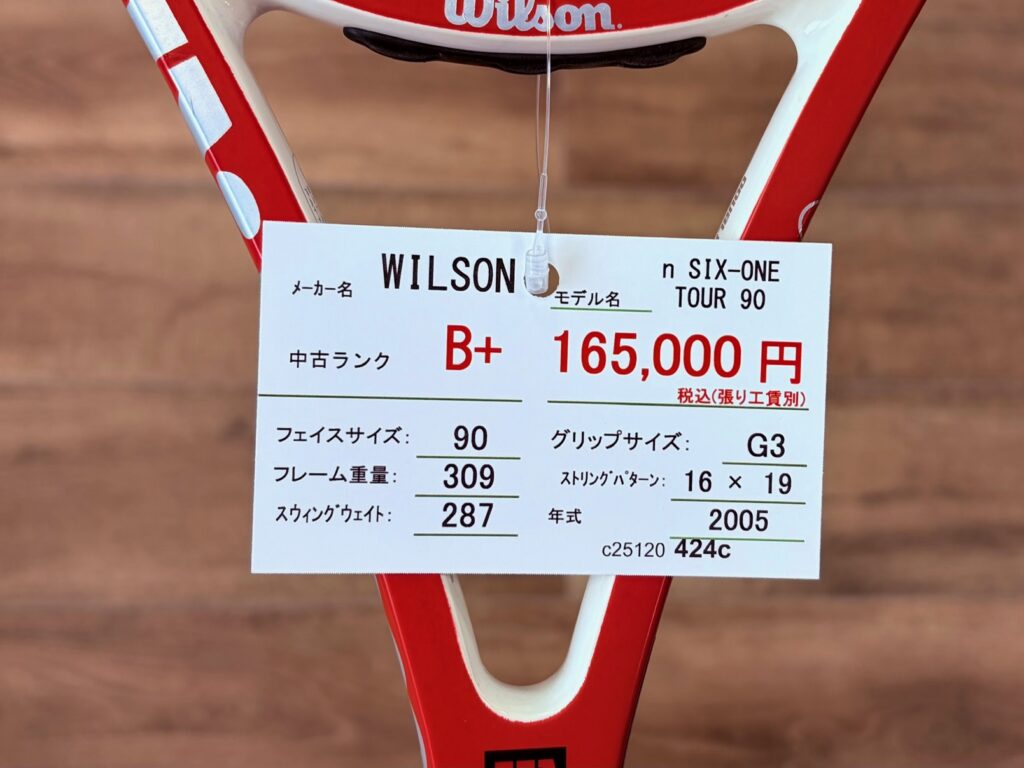 Wilson.
メーカー名 WILSON
モデル名 n SIX-ONE
TOUR 90
中古ランク B+
165,000 円
税込(張り工賃別)
フェイスサイズ: 90
グリップサイズ: G3
フレーム重量: 309
ストリングパターン: 16 × 19
スウィングウェイト: 287
年式 2005
c25120 424c